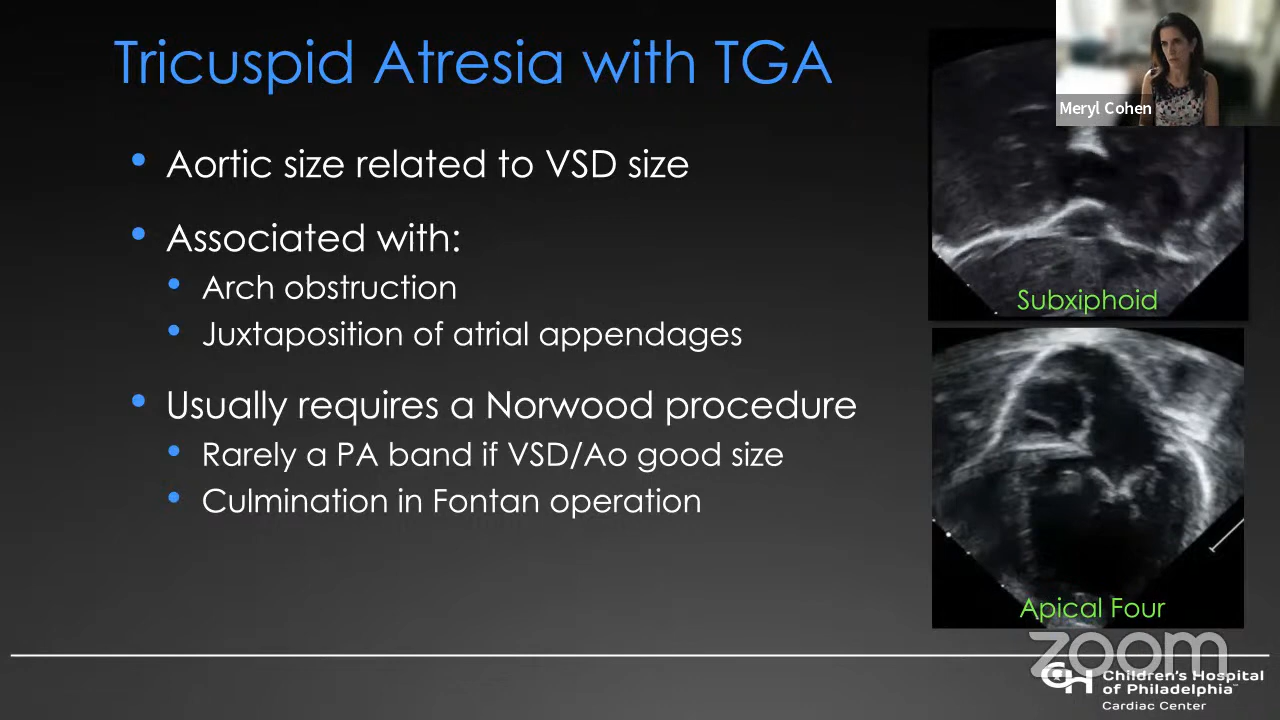 Tricuspid Atresia with TGA
Meryl Cohen
• Aortic size related to VSD size
• Associated with:
• Arch obstruction
• Juxtaposition of atrial appendages
• Usually requires a Norwood procedure
• Rarely a PA band if VSD/Ao good size
• Culmination in Fontan operation
Subxiphoid
Apical Four
zoom
CH Children's Hospital
of Philadelphia™
Cardiac Center